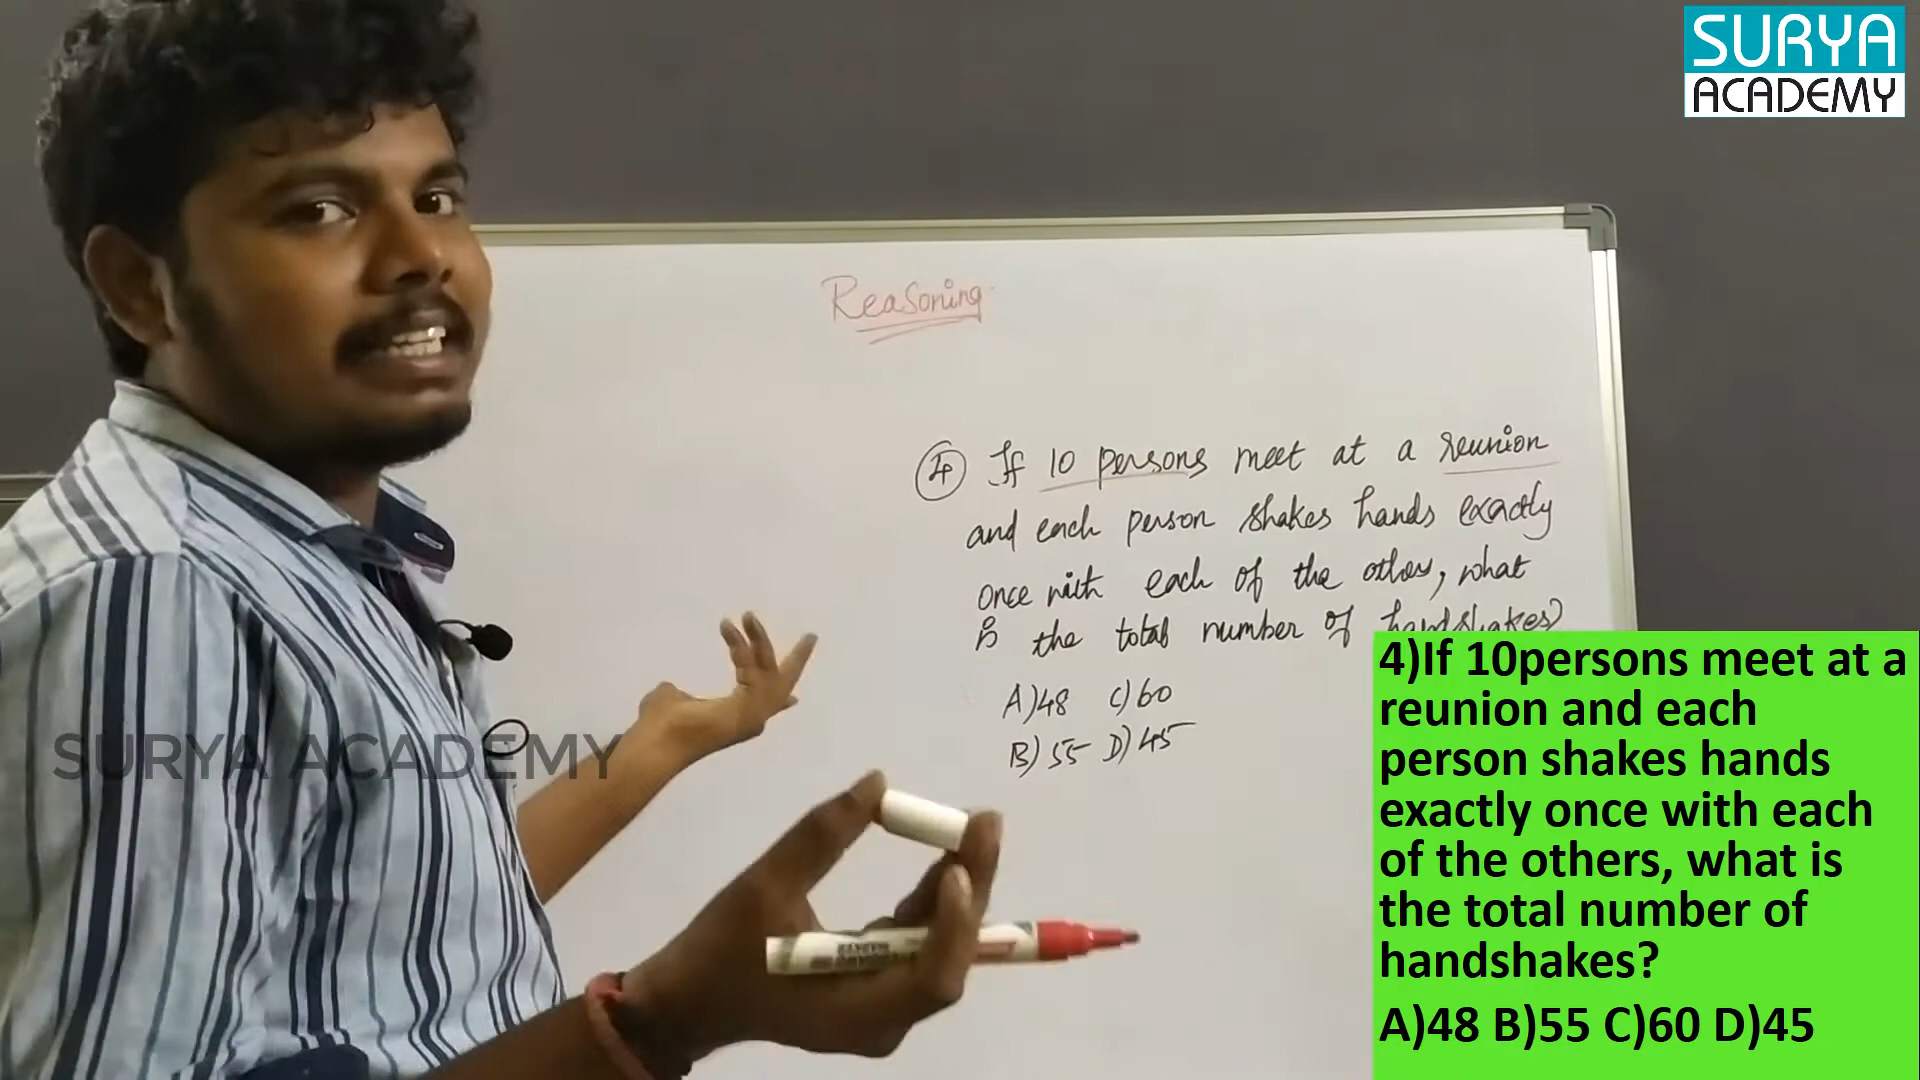 SURYA
ACADEMY
Reasoning
4 If 10 persons meet at a reunion
and each person shakes hands exactly
once with each of the others, what
is the total number of handshakes?
A)48 C)60
B)55 D)45
SURYA ACADEMY
4)If 10persons meet at a
reunion and each
person shakes hands
exactly once with each
of the others, what is
the total number of
handshakes?
A)48 B)55 C)60 D)45